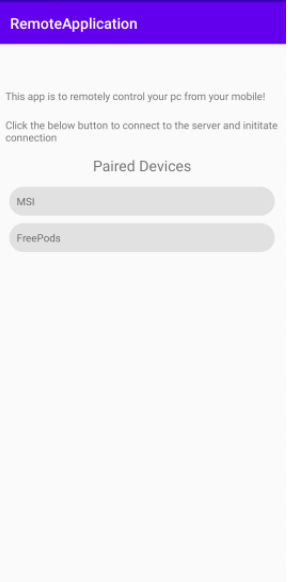 RemoteApplication
This app is to remotely control your pc from your mobile!
Click the below button to connect to the server and inititate
connection
Paired Devices
MSI
FreePods